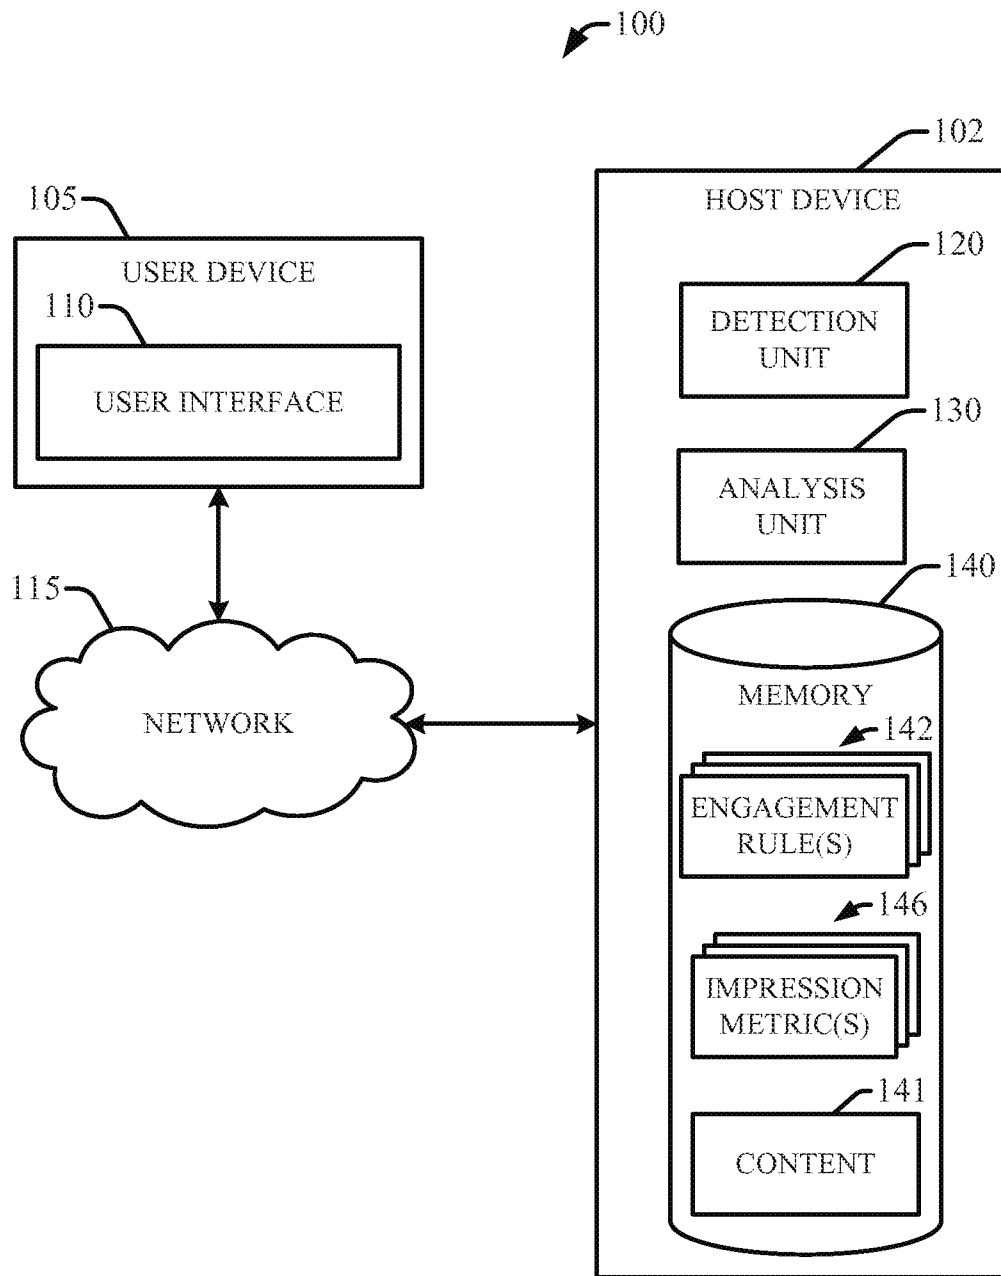 100
102
HOST DEVICE
105
USER DEVICE
110
USER INTERFACE
120
DETECTION
UNIT
130
ANALYSIS
UNIT
115
NETWORK
140
MEMORY
142
ENGAGEMENT
RULE(S)
146
IMPRESSION
METRIC(S)
141
CONTENT